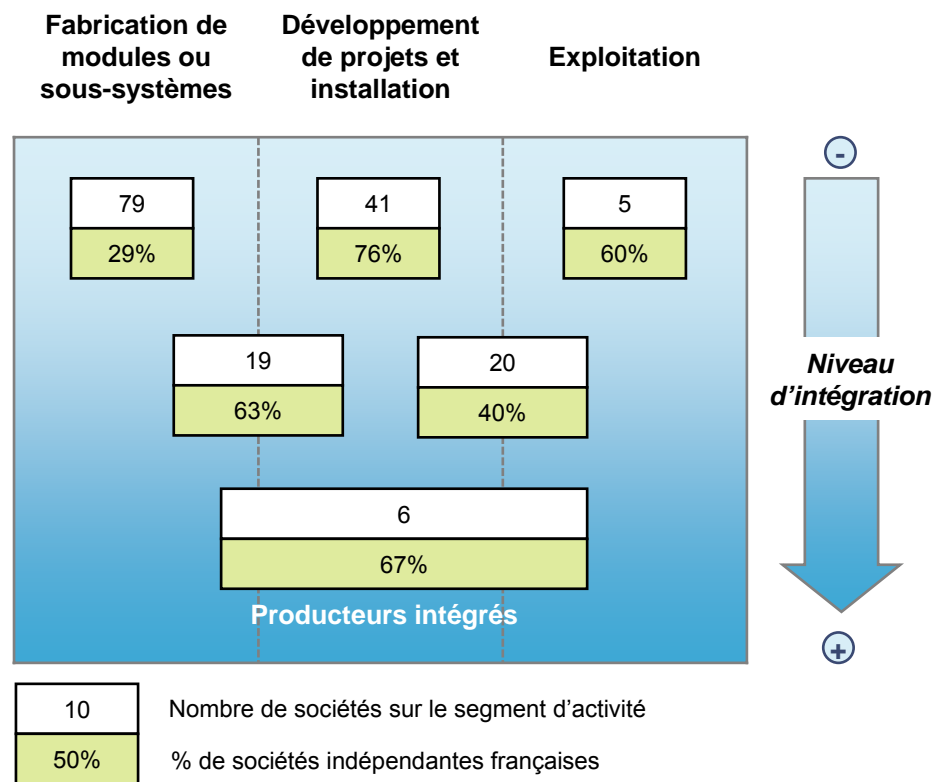 Fabrication de
modules ou
sous-systèmes
Développement
de projets et
installation
Exploitation
-
79
41
5
29%
76%
60%
19
20
63%
40%
Niveau
d'intégration
6
67%
Producteurs intégrés
+
10
Nombre de sociétés sur le segment d'activité
50%
% de sociétés indépendantes françaises